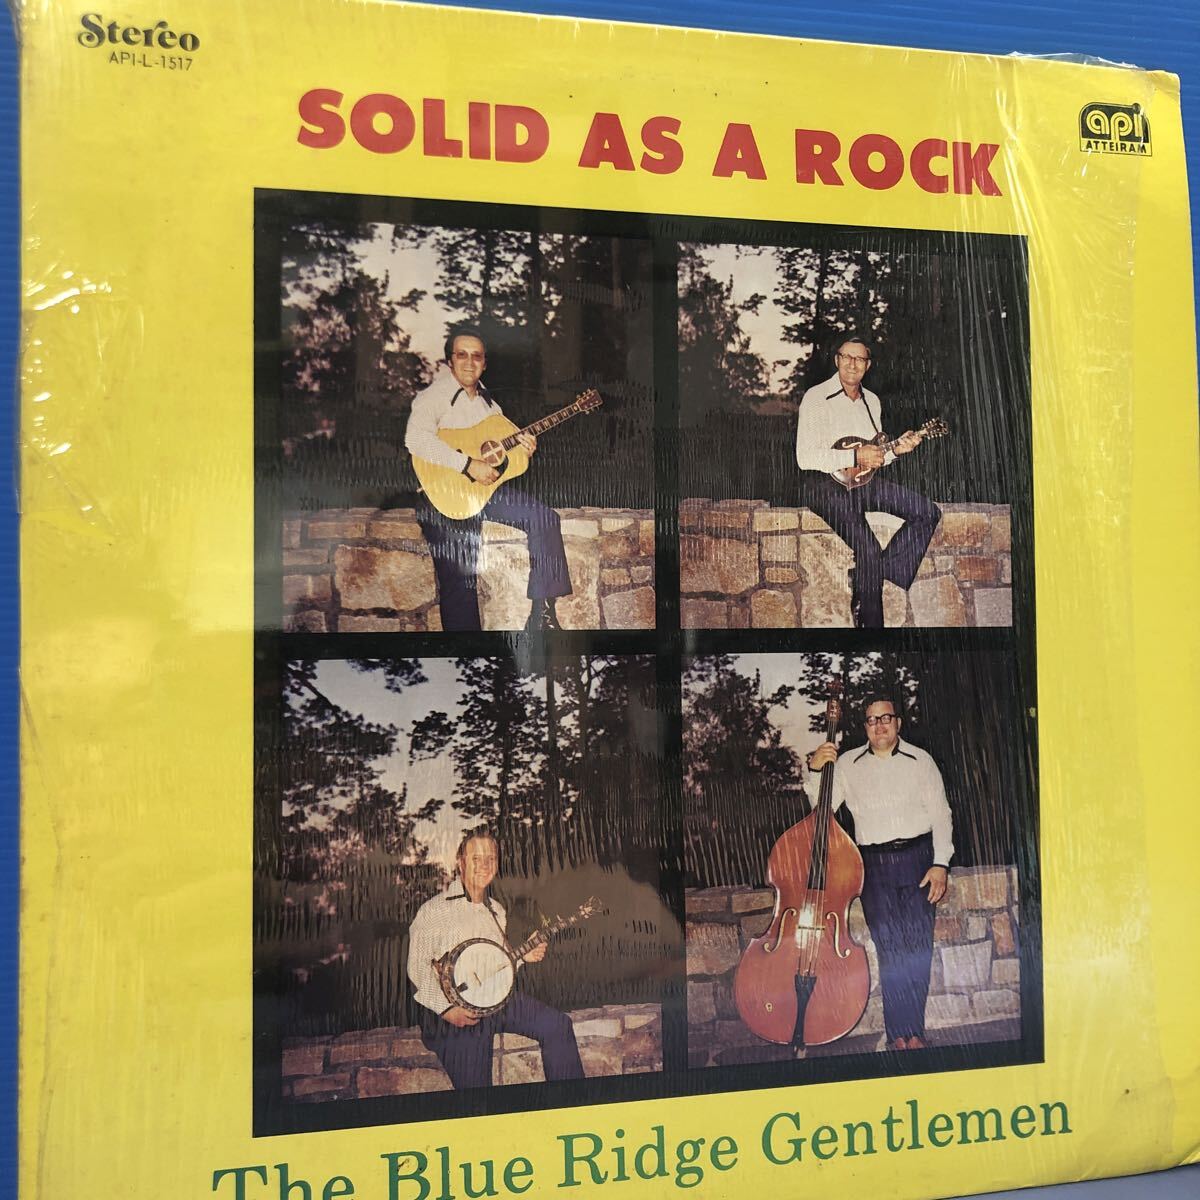 Stereo
API-L-1517
SOLID AS A ROCK
api
ATTEIRAM
The Blue Ridge Gentlemen